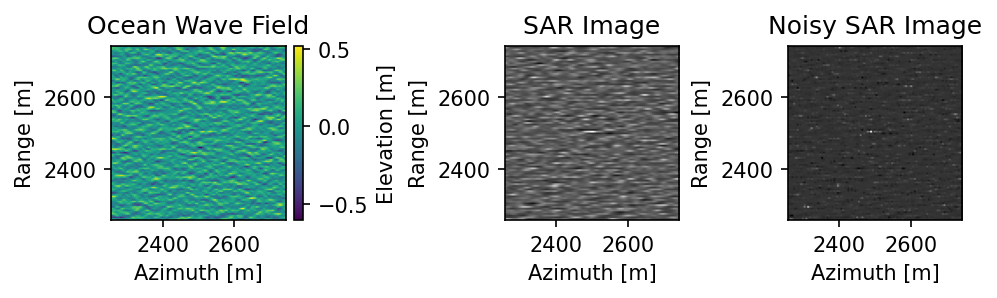 Ocean Wave Field
Range [m]
2600
2400
2400 2600
Azimuth [m]
0.5
0.0
−0.5
Elevation [m]
SAR Image
Range [m]
2600
2400
2400 2600
Azimuth [m]
Noisy SAR Image
Range [m]
2600
2400
2400 2600
Azimuth [m]